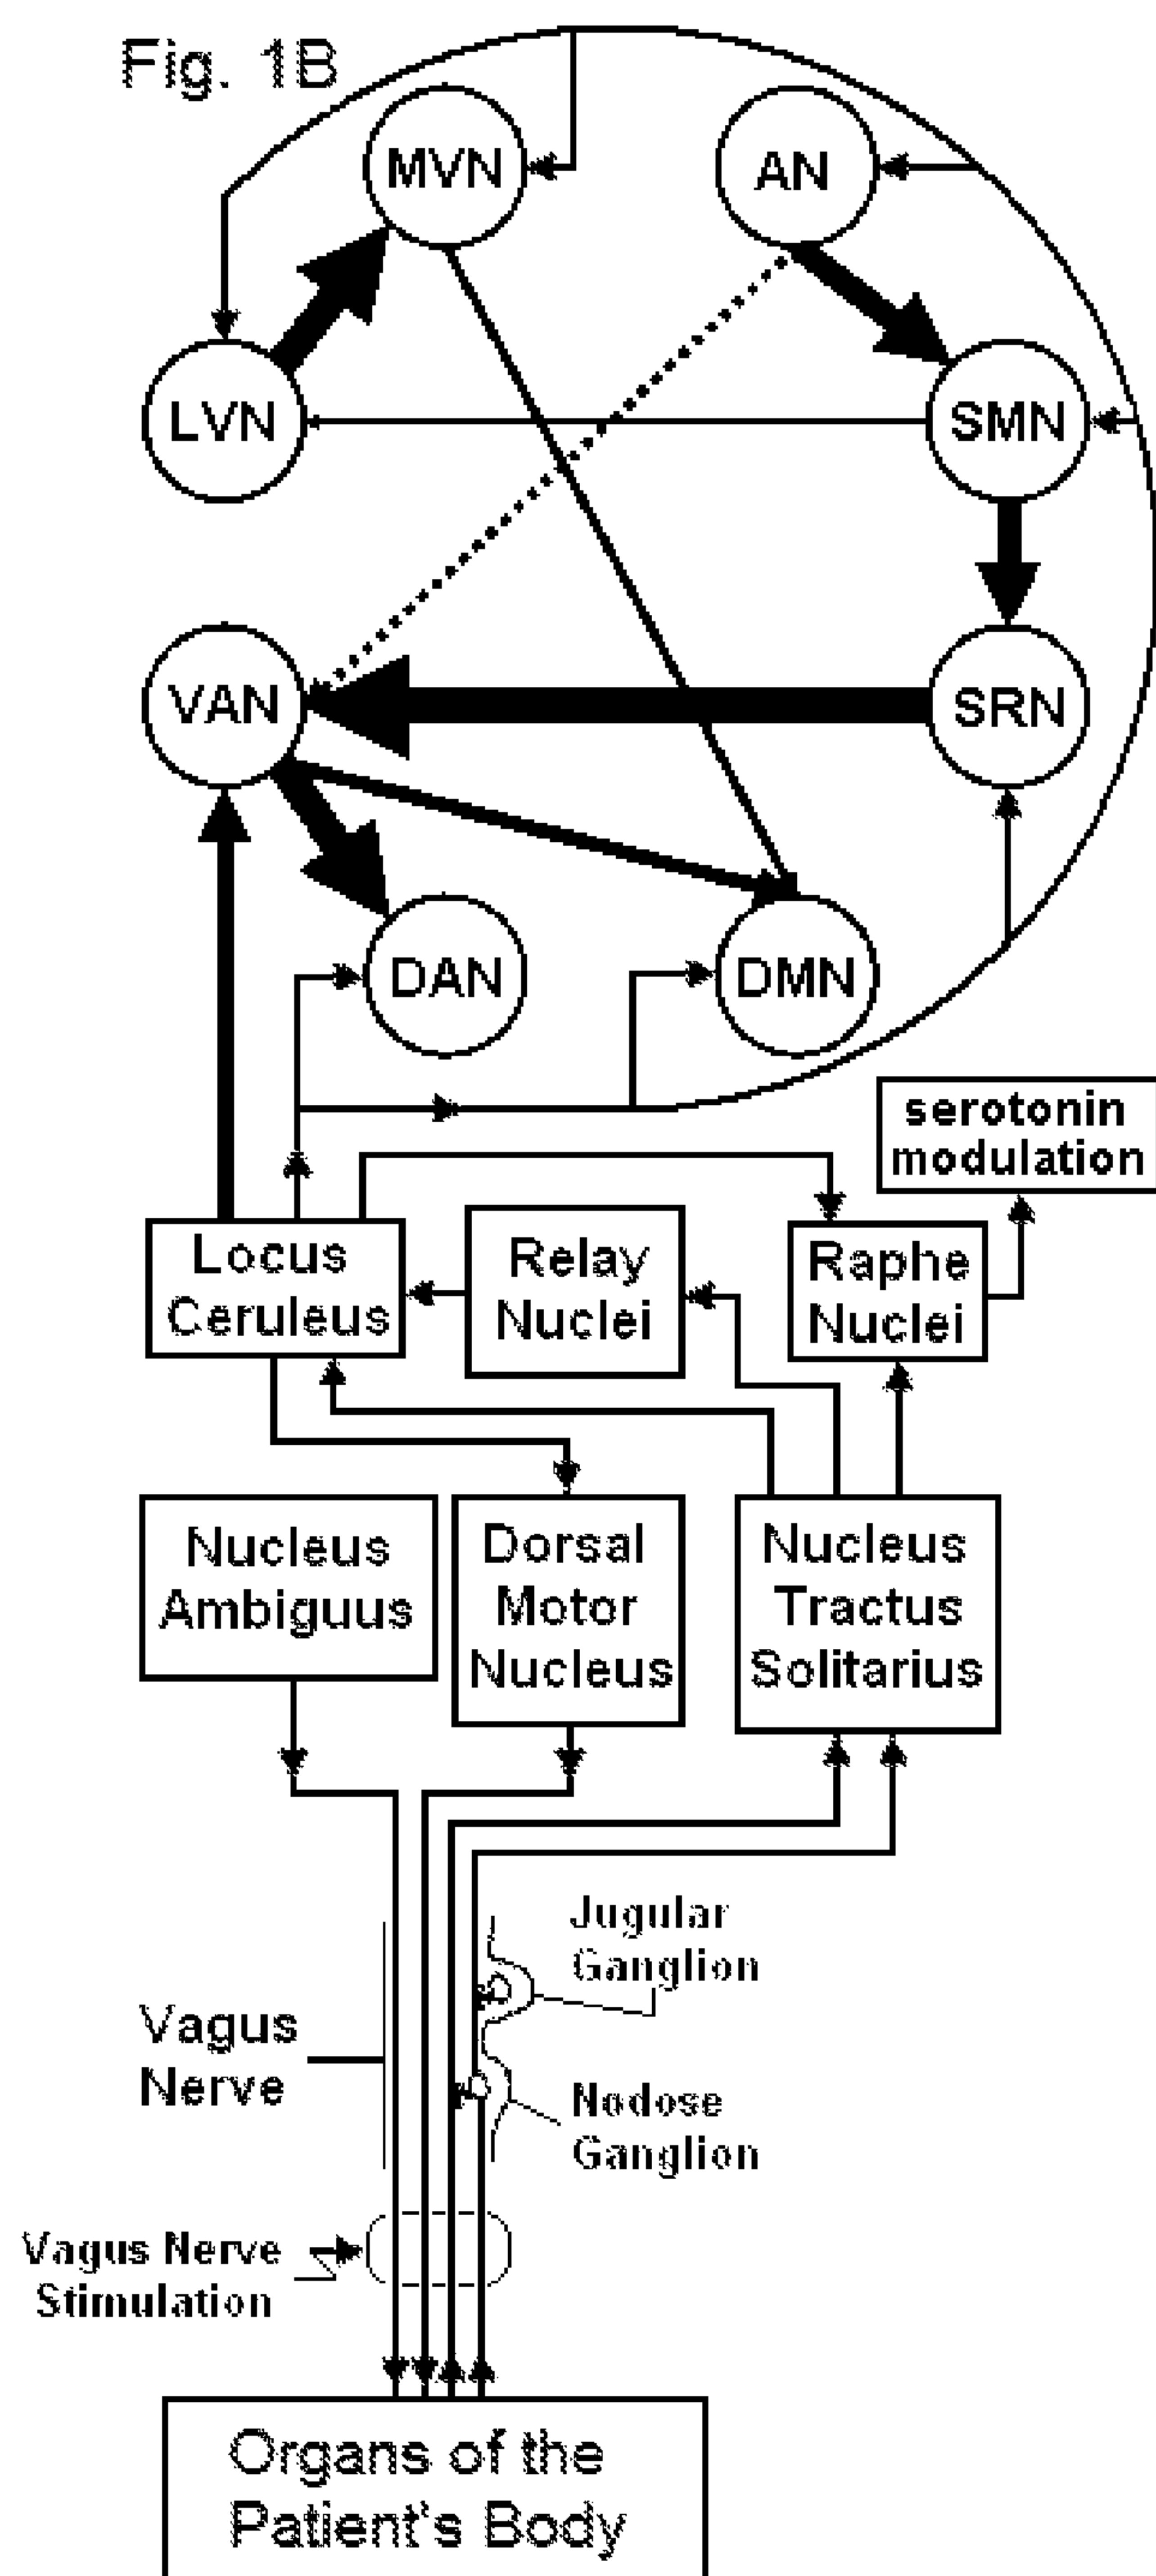 Fig. 1B
MVN
AN
LVN
SMN
VAN
SRN
DAN
DMN
serotonin
modulation
Locus
Ceruleus
Relay
Nuclei
Raphe
Nuclei
Nucleus
Ambiguus
Dorsal
Motor
Nucleus
Nucleus
Tractus
Solitarius
Jugular
Ganglion
Vagus
Nerve
Nodose
Ganglion
Vagus Nerve
Stimulation
Organs of the
Patient's Body